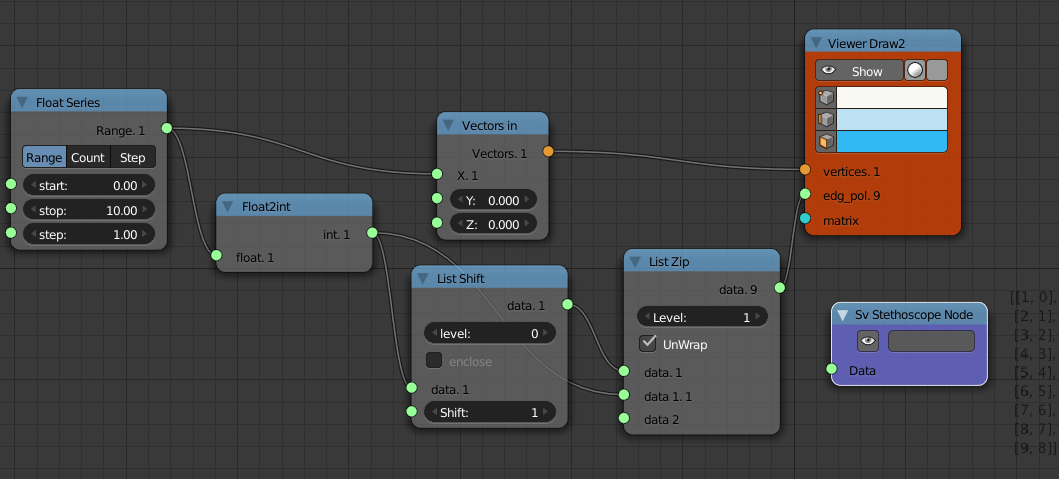 Float Series
Range. 1
Range Count Step
start: 0.00
stop: 10.00
step: 1.00
Float2int
int. 1
float. 1
Vectors in
Vectors. 1
X. 1
Y: 0.000
Z: 0.000
List Shift
data. 1
level: 0
enclose
data. 1
Shift: 1
List Zip
data. 9
Level: 1
UnWrap
data. 1
data 1. 1
data 2
Viewer Draw2
Show
vertices. 1
edg_pol. 9
matrix
Sv Stethoscope Node
Data
[[1, 0],
[2, 1],
[3, 2],
[4, 3],
[5, 4],
[6, 5],
[7, 6],
[8, 7],
[9, 8]]